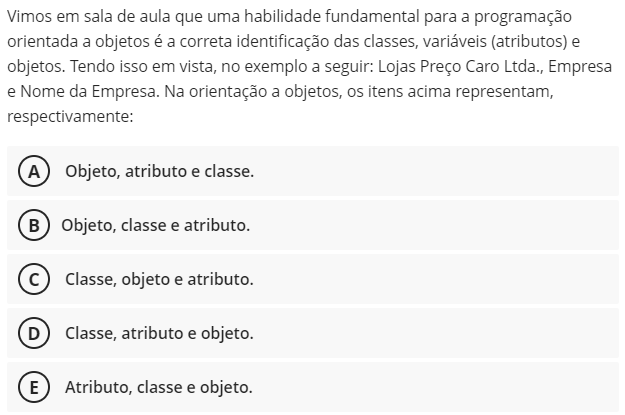 Vimos em sala de aula que uma habilidade fundamental para a programação
orientada a objetos é a correta identificação das classes, variáveis (atributos) e
objetos. Tendo isso em vista, no exemplo a seguir: Lojas Preço Caro Ltda., Empresa
e Nome da Empresa. Na orientação a objetos, os itens acima representam,
respectivamente:
A Objeto, atributo e classe.
B Objeto, classe e atributo.
C Classe, objeto e atributo.
D Classe, atributo e objeto.
E Atributo, classe e objeto.